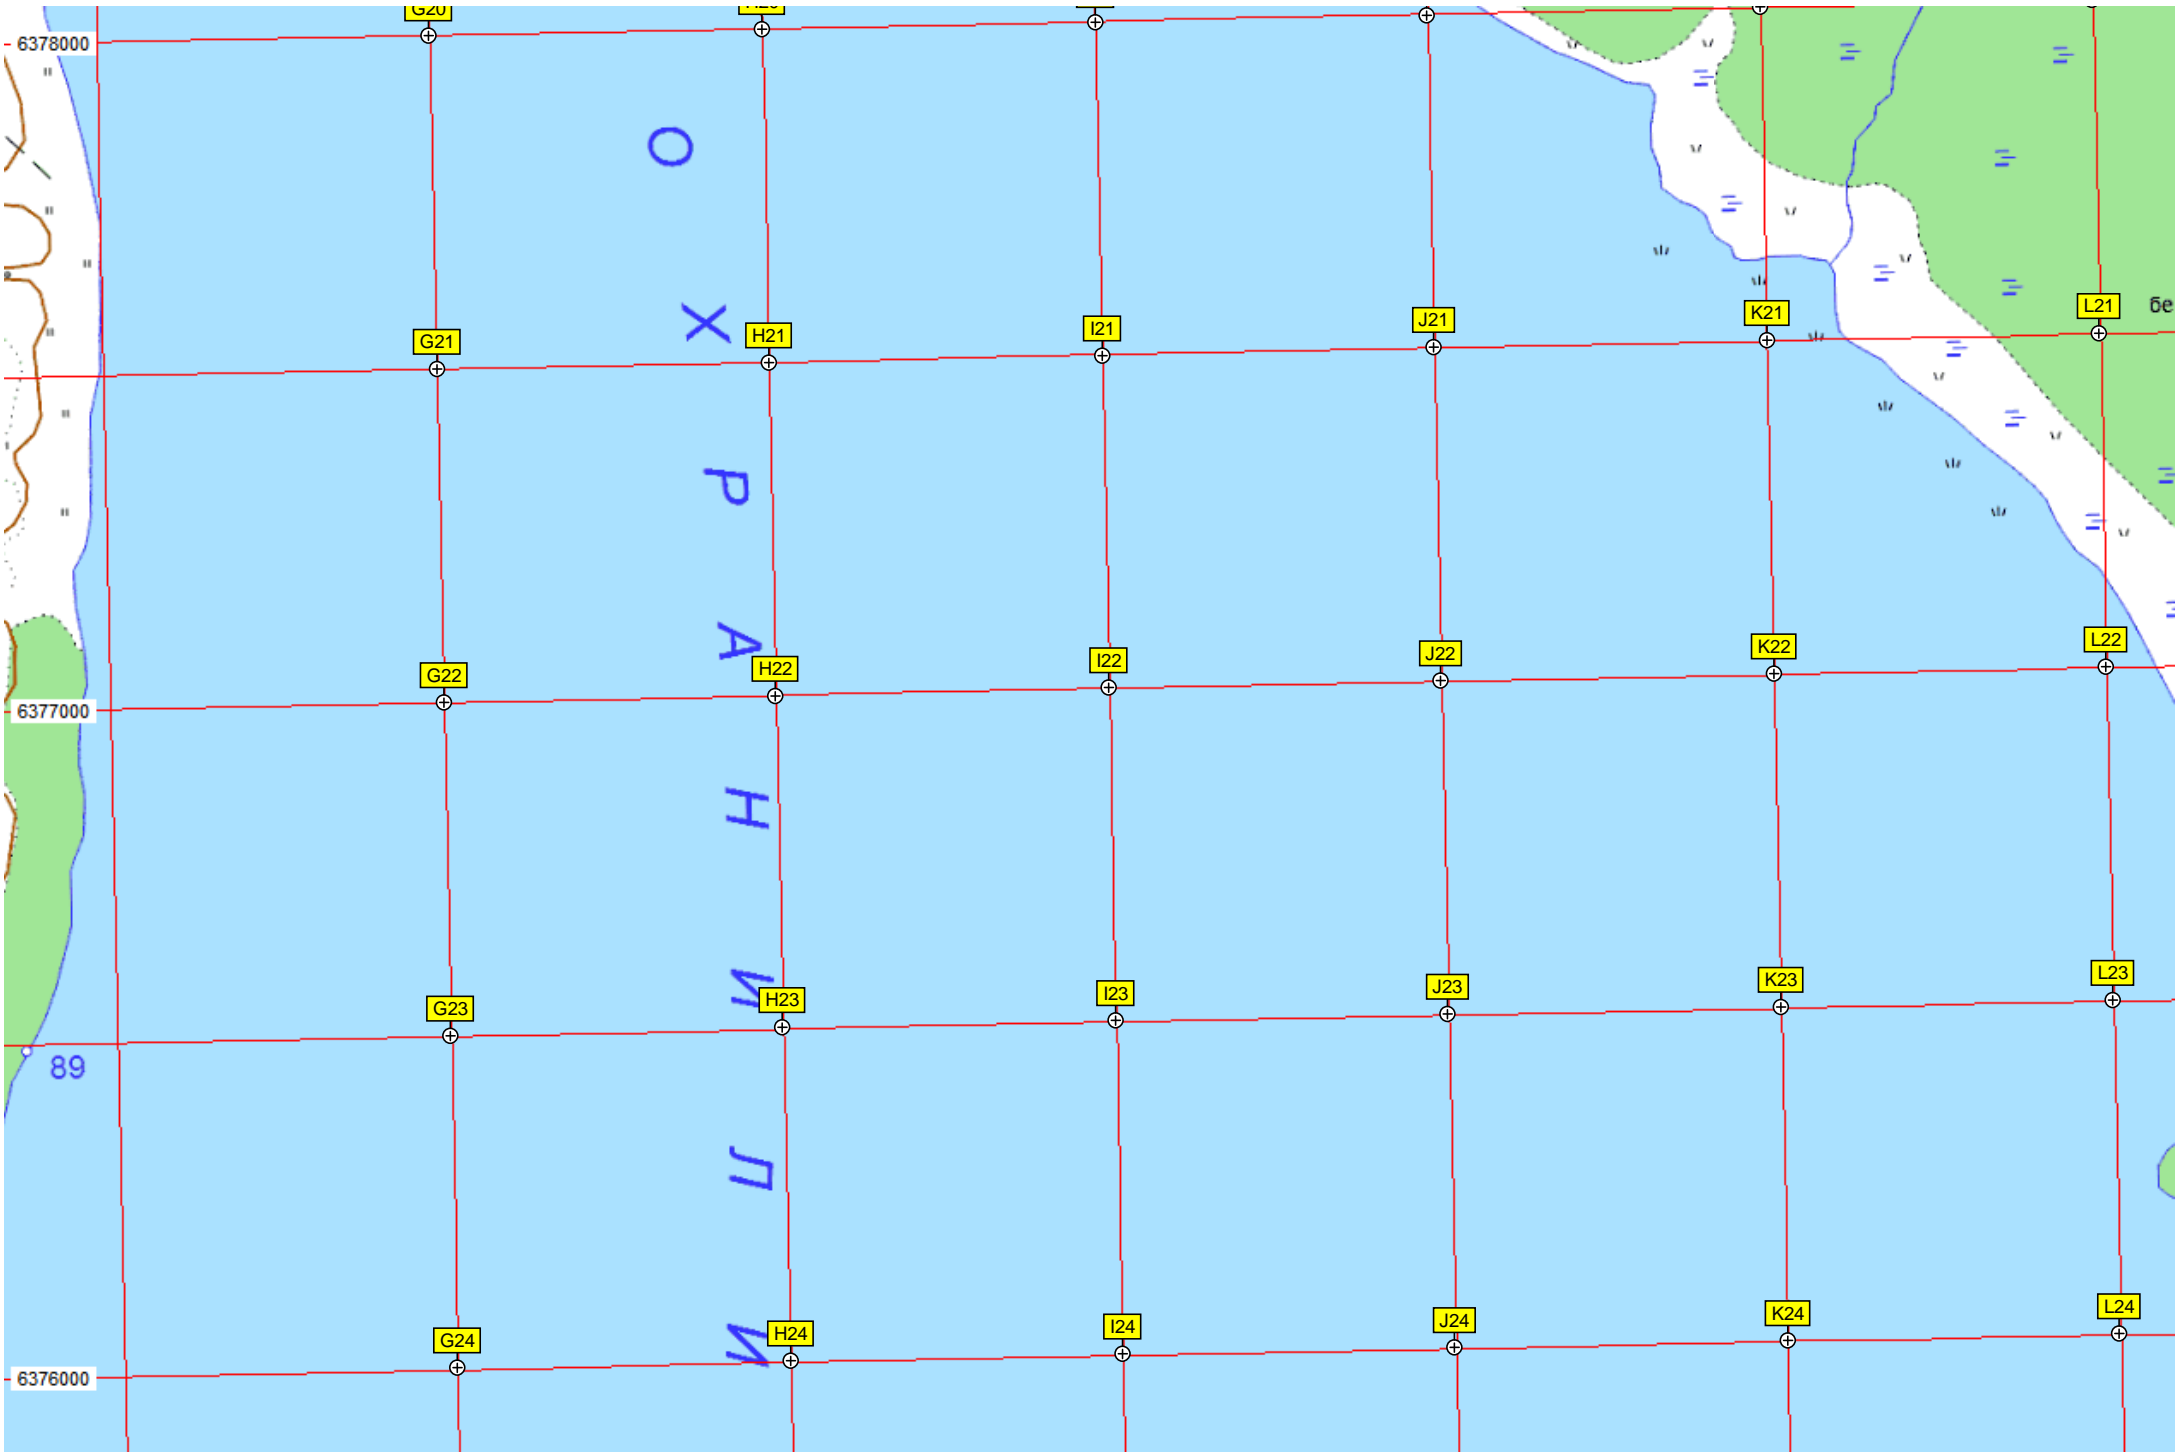 G20
6378000
О Х Р А Н И Л И
G21 H21 I21 J21 K21 L21 бе
G22 H22 I22 J22 K22 L22
6377000
G23 H23 I23 J23 K23 L23
89
G24 H24 I24 J24 K24 L24
6376000